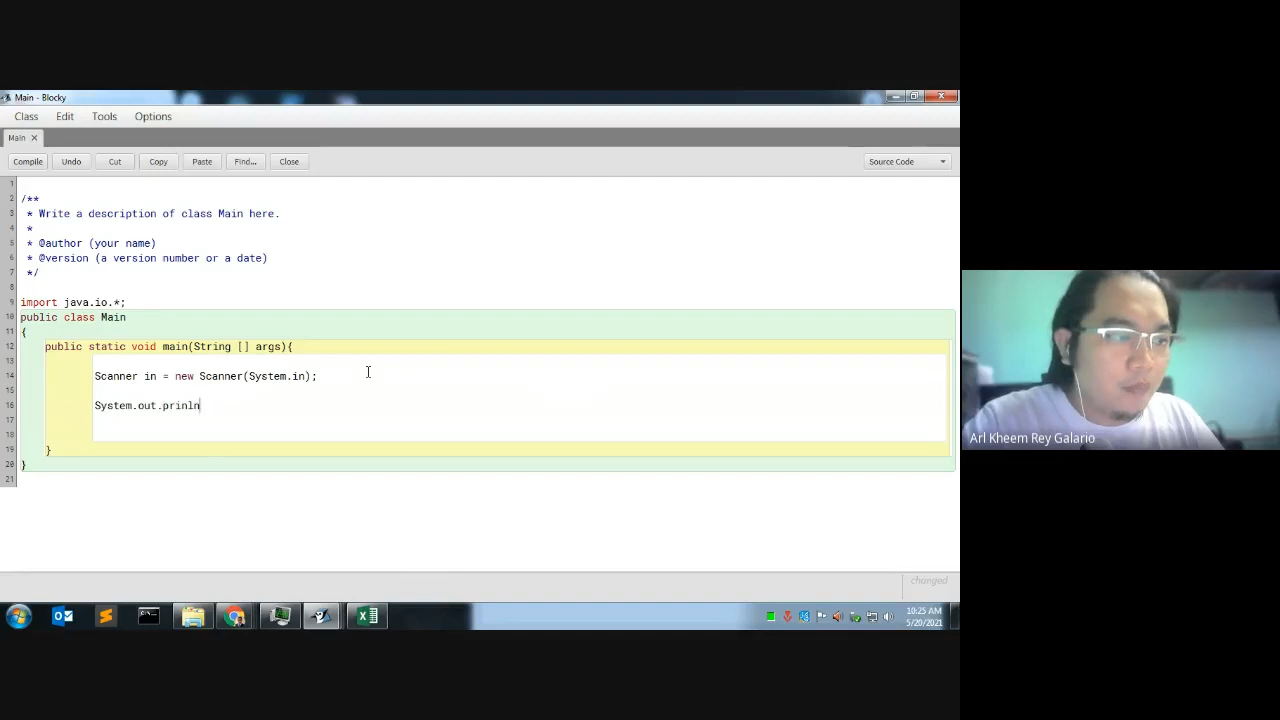 Main - Blocky
Class Edit Tools Options
Main ✕
Compile Undo Cut Copy Paste Find... Close Source Code
1
2 /**
3 * Write a description of class Main here.
4 *
5 * @author (your name)
6 * @version (a version number or a date)
7 */
8
9 import java.io.*;
10 public class Main
11 {
12 public static void main(String [] args){
13
14 Scanner in = new Scanner(System.in);
15
16 System.out.prinln
17
18
19 }
20 }
21
Arl Kheem Rey Galario
changed
10:25 AM
5/20/2021